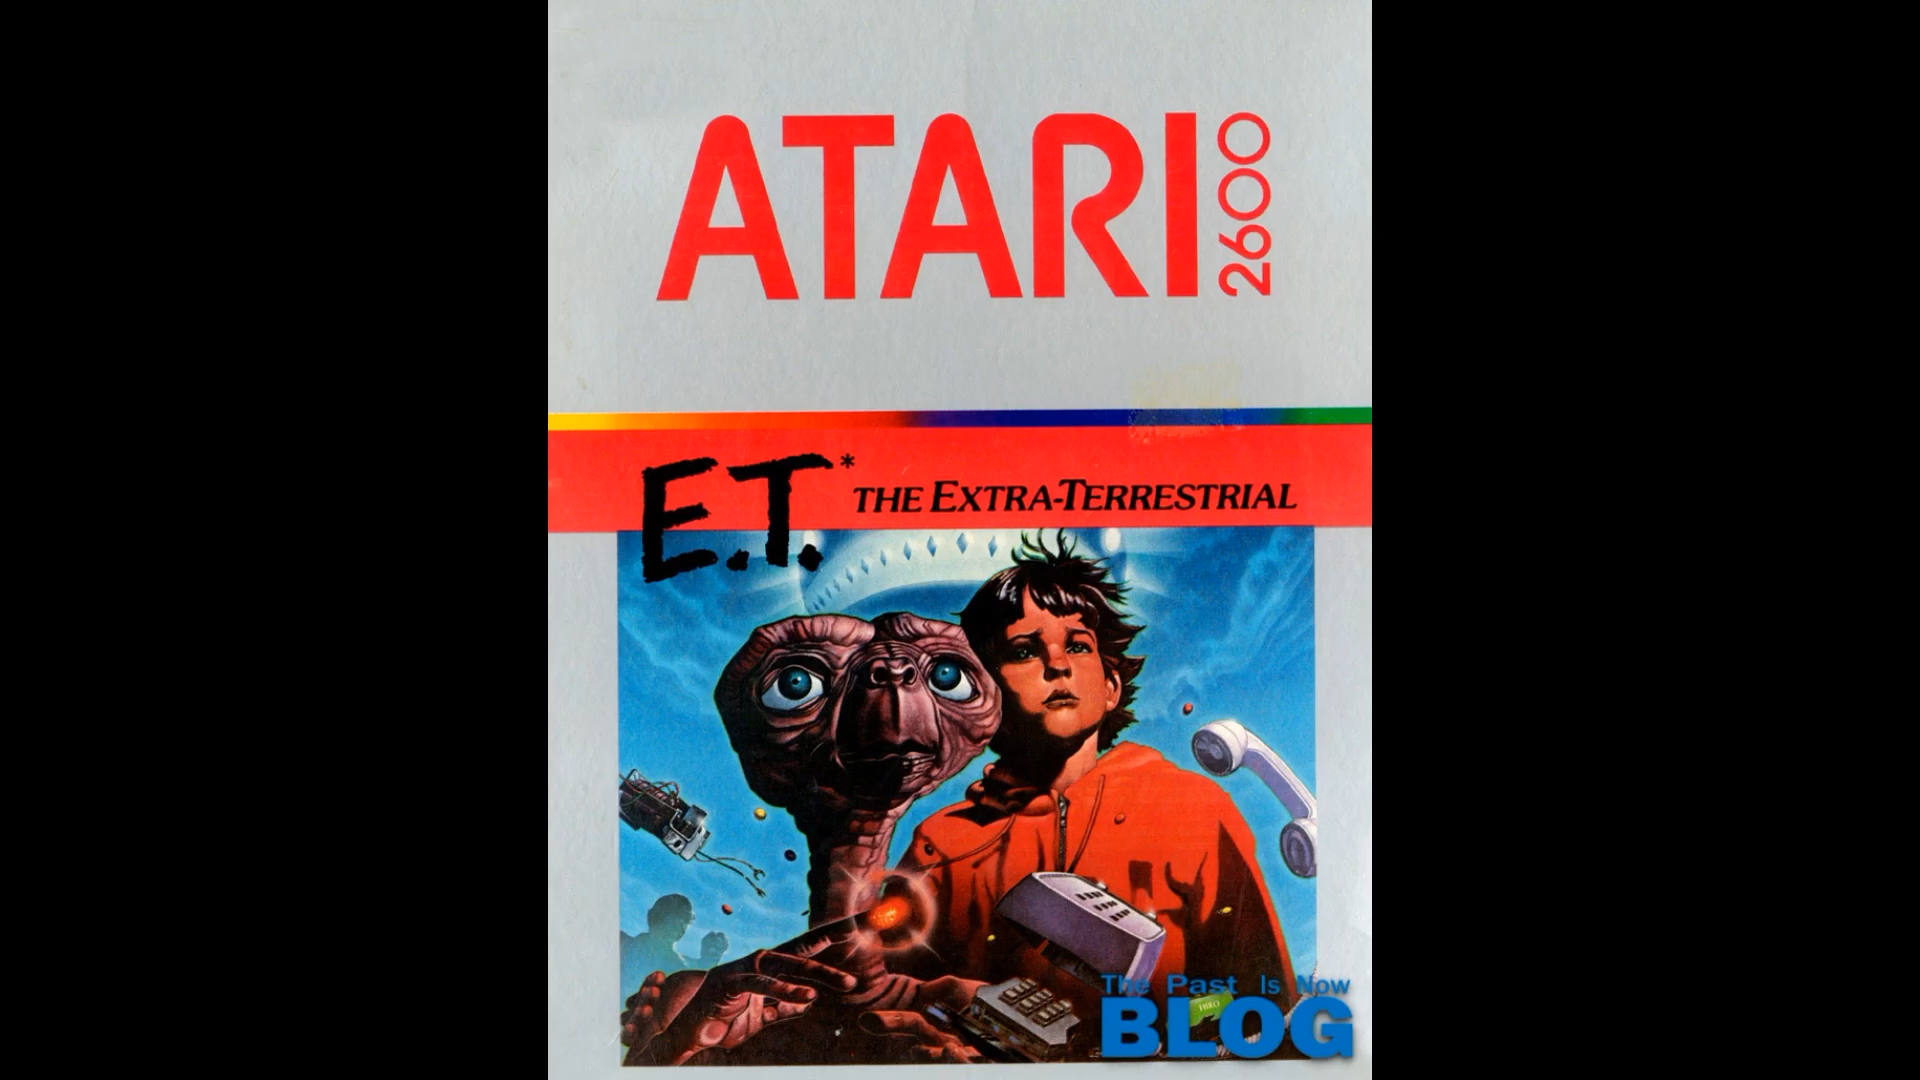 ATARI 2600
E.T.* THE EXTRA-TERRESTRIAL
The Past Is Now
BLOG